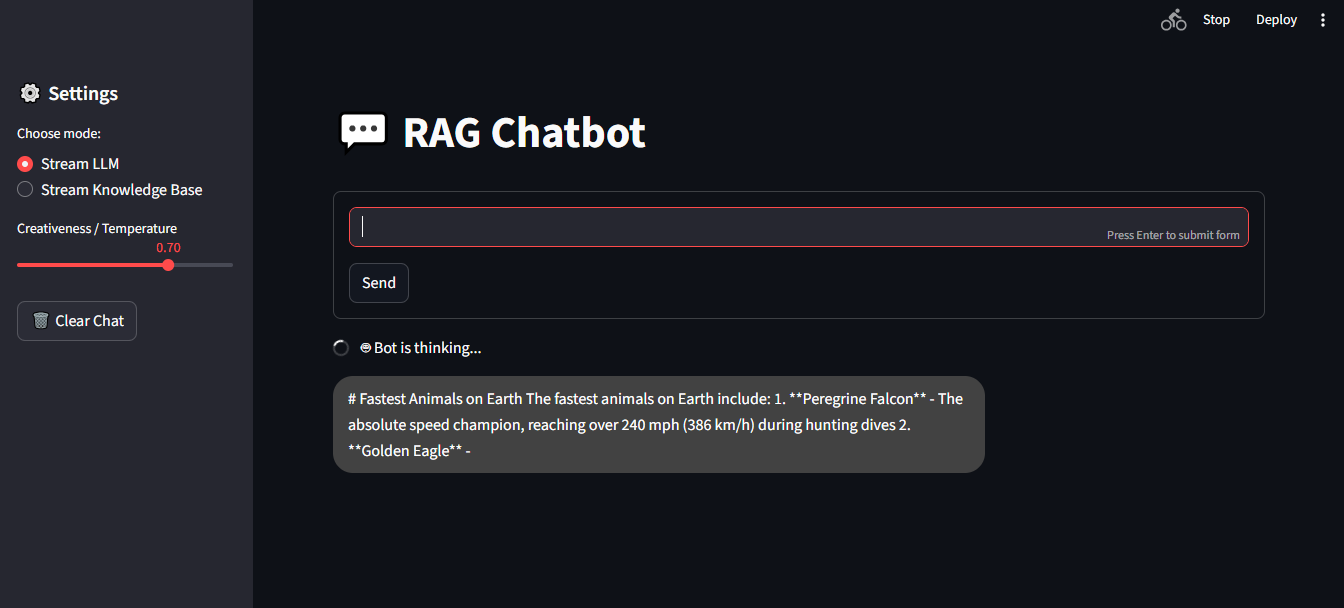 Stop
Deploy
Settings
Choose mode:
Stream LLM
Stream Knowledge Base
Creativeness / Temperature
0.70
Clear Chat
RAG Chatbot
Press Enter to submit form
Send
Bot is thinking...
# Fastest Animals on Earth The fastest animals on Earth include: 1. **Peregrine Falcon** - The
absolute speed champion, reaching over 240 mph (386 km/h) during hunting dives 2.
**Golden Eagle** -